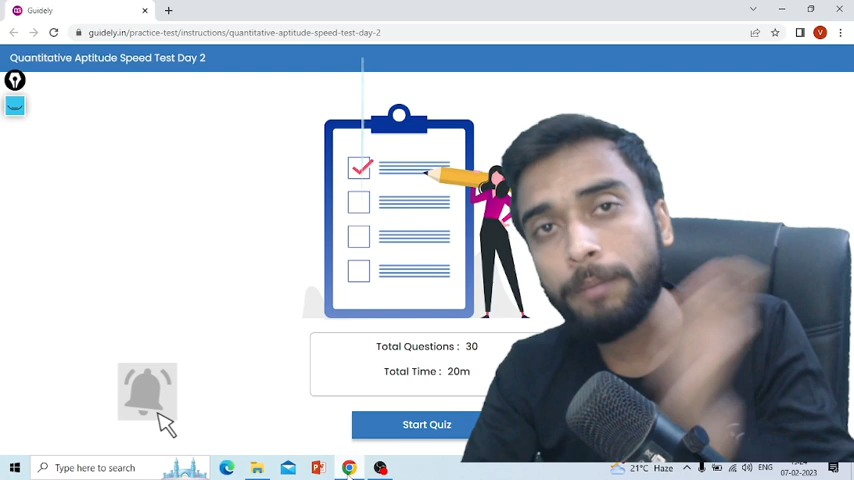 Guidely
guidely.in/practice-test/instructions/quantitative-aptitude-speed-test-day-2
V
Quantitative Aptitude Speed Test Day 2
Total Questions : 30
Total Time : 20m
Start Quiz
Type here to search
21°C Haze
ENG
07-02-2023